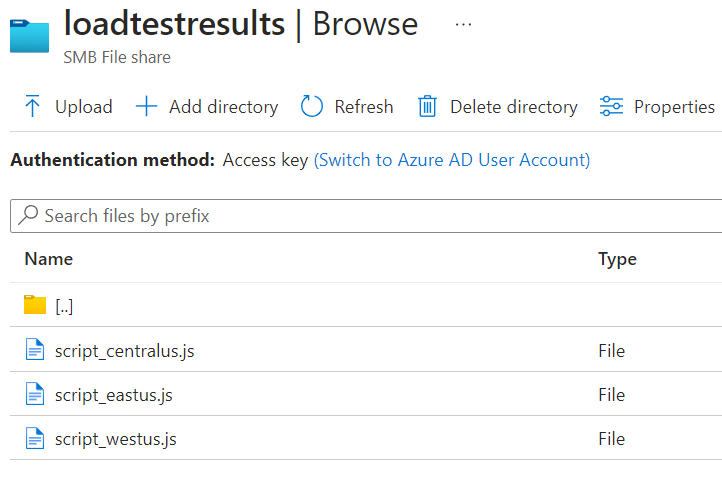 loadtestresults | Browse ...
SMB File share
Upload Add directory Refresh Delete directory Properties
Authentication method: Access key (Switch to Azure AD User Account)
Search files by prefix
Name Type
[..]
script_centralus.js File
script_eastus.js File
script_westus.js File